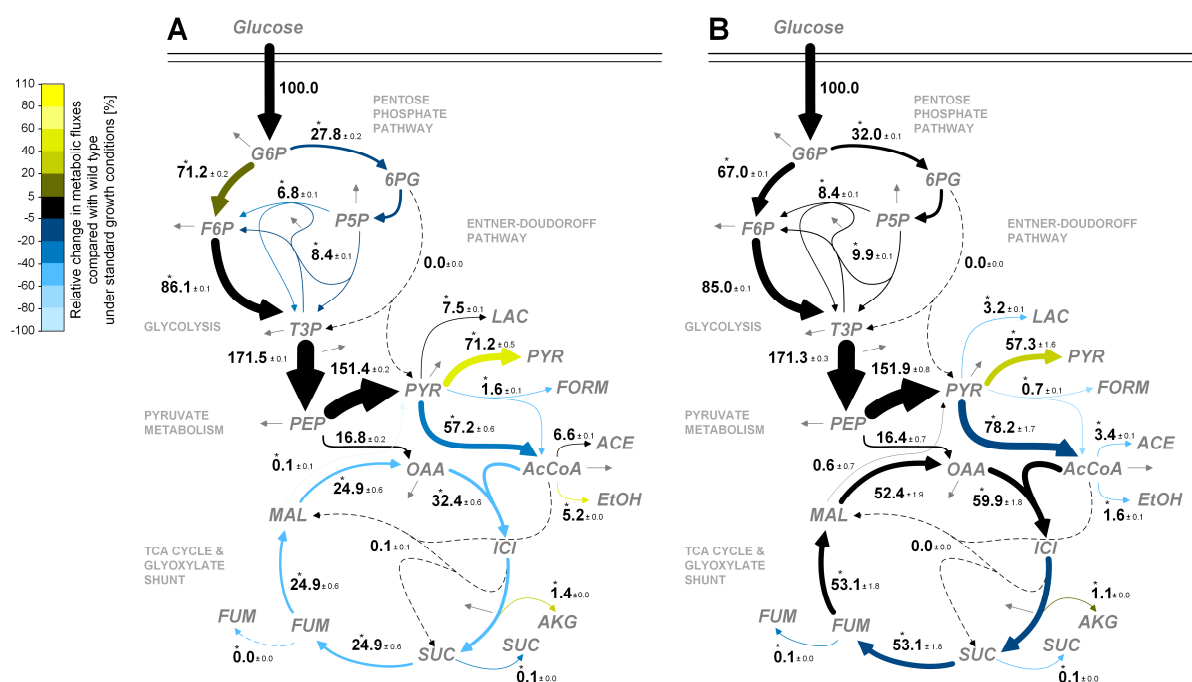 A
Glucose
100.0
PENTOSE
PHOSPHATE
PATHWAY
*27.8 ± 0.2
G6P
*71.2 ± 0.2
6PG
*6.8 ± 0.1
P5P
F6P
ENTNER-DOUDOROFF
PATHWAY
*8.4 ± 0.1
0.0 ± 0.0
*86.1 ± 0.1
GLYCOLYSIS
T3P
*7.5 ± 0.1
LAC
171.5 ± 0.1
151.4 ± 0.2
*71.2 ± 0.5
PYR
PYR
*1.6 ± 0.1
FORM
PYRUVATE
METABOLISM
PEP
16.8 ± 0.2
*57.2 ± 0.6
6.6 ± 0.1
ACE
*0.1 ± 0.1
OAA
AcCoA
*24.9 ± 0.6
*32.4 ± 0.6
EtOH
*5.2 ± 0.0
MAL
0.1 ± 0.1
ICI
TCA CYCLE &
GLYOXYLATE
SHUNT
*24.9 ± 0.6
*1.4 ± 0.0
AKG
FUM
FUM
*24.9 ± 0.6
SUC
SUC
*0.0 ± 0.0
*0.1 ± 0.0
110
80
60
40
20
5
-5
-20
-40
-60
-80
-100
Relative change in metabolic fluxes
compared with wild type
under standard growth conditions [%]
B
Glucose
100.0
PENTOSE
PHOSPHATE
PATHWAY
*32.0 ± 0.1
G6P
*67.0 ± 0.1
6PG
*8.4 ± 0.1
P5P
F6P
ENTNER-DOUDOROFF
PATHWAY
*9.9 ± 0.1
0.0 ± 0.0
85.0 ± 0.1
GLYCOLYSIS
T3P
*3.2 ± 0.1
LAC
171.3 ± 0.3
151.9 ± 0.8
*57.3 ± 1.6
PYR
PYR
*0.7 ± 0.1
FORM
PYRUVATE
METABOLISM
PEP
16.4 ± 0.7
*78.2 ± 1.7
*3.4 ± 0.1
ACE
0.6 ± 0.7
OAA
AcCoA
52.4 ± 1.9
*59.9 ± 1.8
EtOH
*1.6 ± 0.1
MAL
0.0 ± 0.0
ICI
TCA CYCLE &
GLYOXYLATE
SHUNT
*53.1 ± 1.8
*1.1 ± 0.0
AKG
FUM
FUM
*53.1 ± 1.8
SUC
SUC
*0.1 ± 0.0
*0.1 ± 0.0